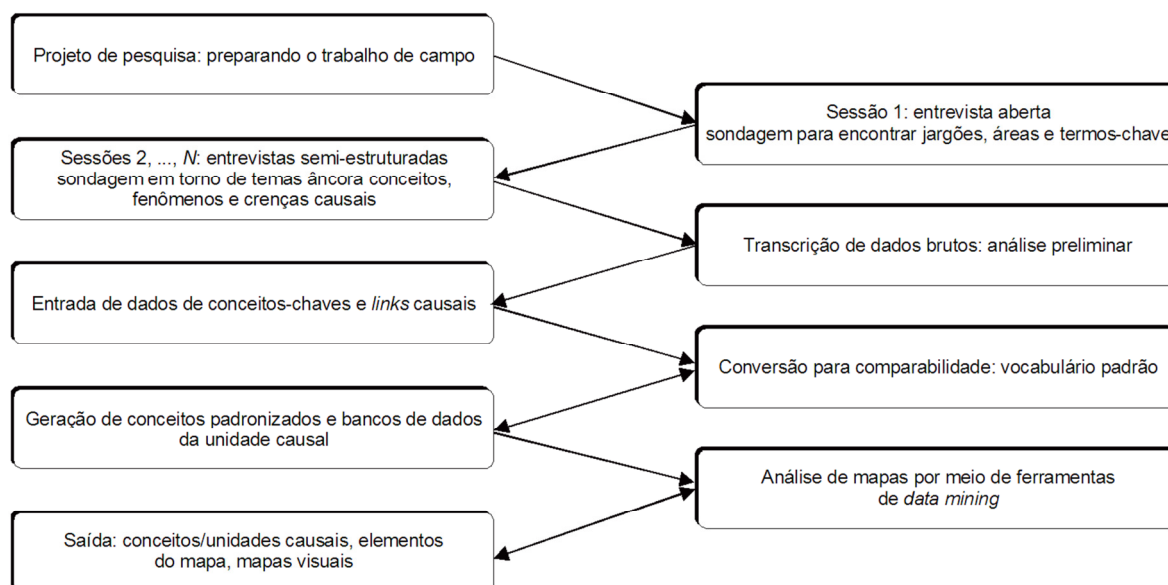 Projeto de pesquisa: preparando o trabalho de campo
Sessão 1: entrevista aberta
sondagem para encontrar jargões, áreas e termos-chave
Sessões 2, ..., N: entrevistas semi-estruturadas
sondagem em torno de temas âncora conceitos,
fenômenos e crenças causais
Transcrição de dados brutos: análise preliminar
Entrada de dados de conceitos-chaves e links causais
Conversão para comparabilidade: vocabulário padrão
Geração de conceitos padronizados e bancos de dados
da unidade causal
Análise de mapas por meio de ferramentas
de data mining
Saída: conceitos/unidades causais, elementos
do mapa, mapas visuais